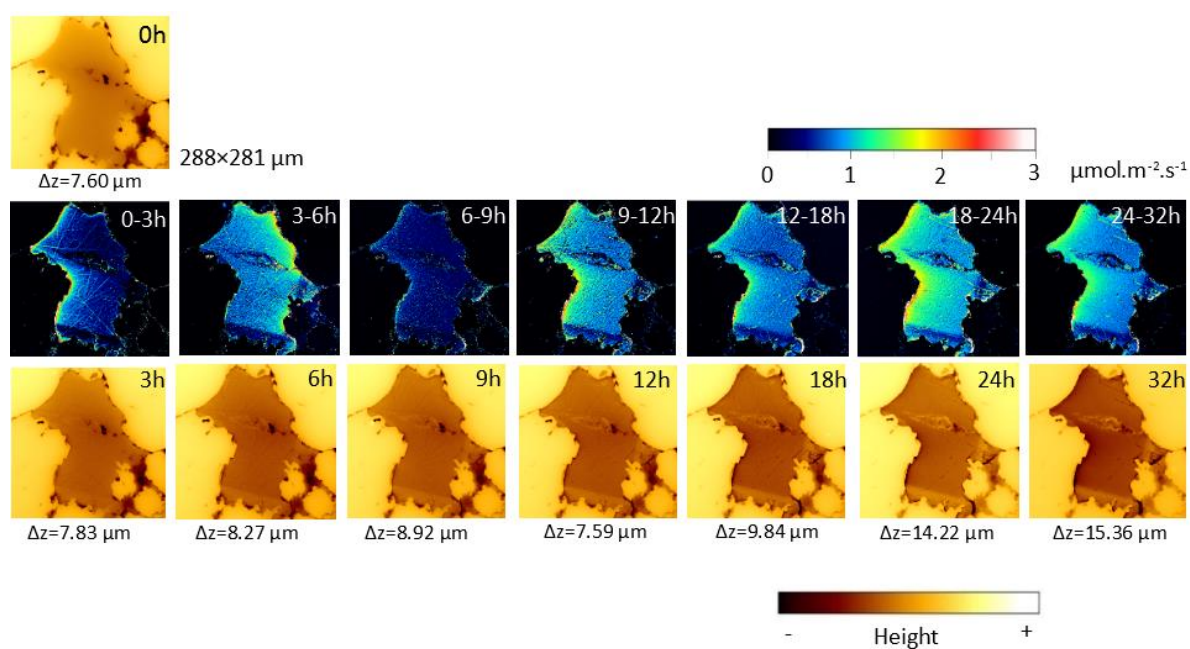 0h
288×281 µm
Δz=7.60 µm
0 1 2 3 µmol.m⁻².s⁻¹
0-3h 3-6h 6-9h 9-12h 12-18h 18-24h 24-32h
3h 6h 9h 12h 18h 24h 32h
Δz=7.83 µm Δz=8.27 µm Δz=8.92 µm Δz=7.59 µm Δz=9.84 µm Δz=14.22 µm Δz=15.36 µm
- Height +